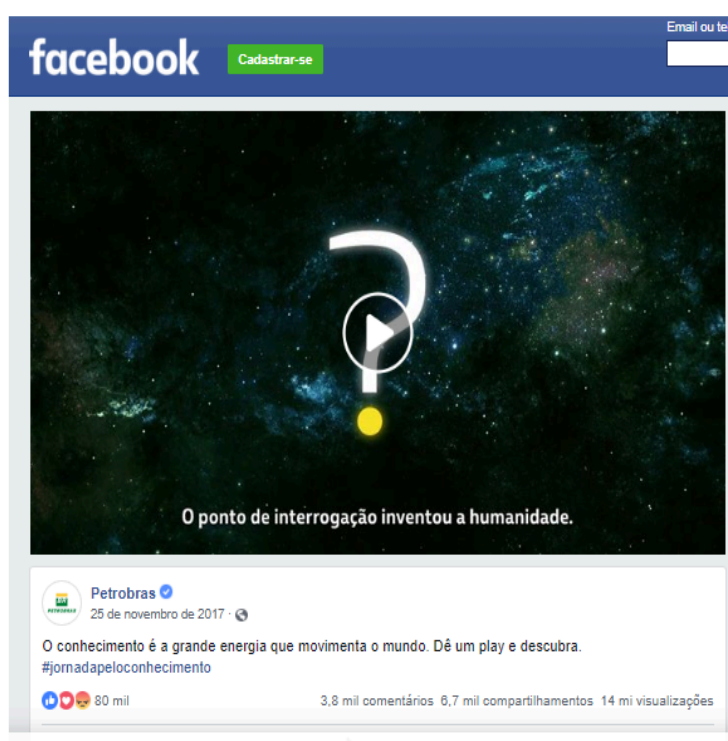 Email ou te
facebook
Cadastrar-se
?
O ponto de interrogação inventou a humanidade.
BR
PETROBRAS
Petrobras
25 de novembro de 2017 ·
O conhecimento é a grande energia que movimenta o mundo. Dê um play e descubra.
#jornadapeloconhecimento
80 mil
3,8 mil comentários 6,7 mil compartilhamentos 14 mi visualizações